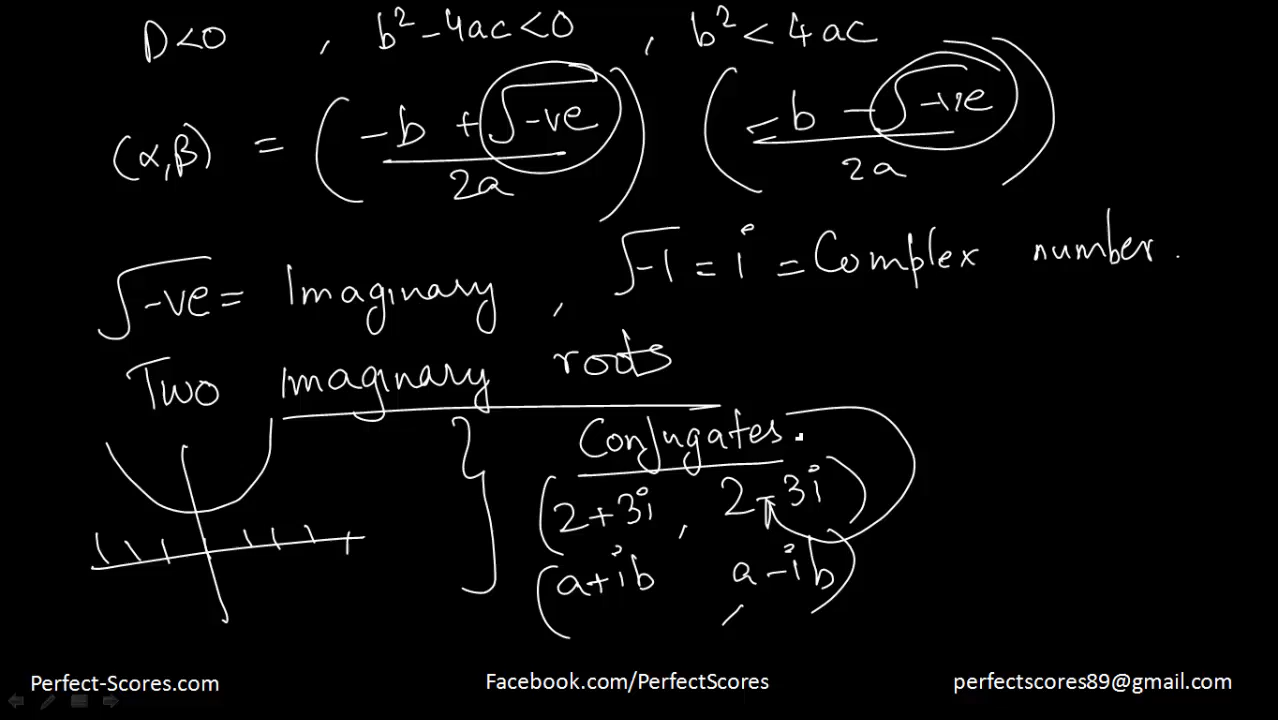 D<0 , b²-4ac<0 , b²<4ac
(α,β) = (-b+√-ve / 2a) (-b-√-ve / 2a)
√-ve = Imaginary , √-1 = i = Complex number.
Two imaginary roots
Conjugates.
(2+3i , 2-3i)
(a+ib , a-ib)
Perfect-Scores.com Facebook.com/PerfectScores perfectscores89@gmail.com